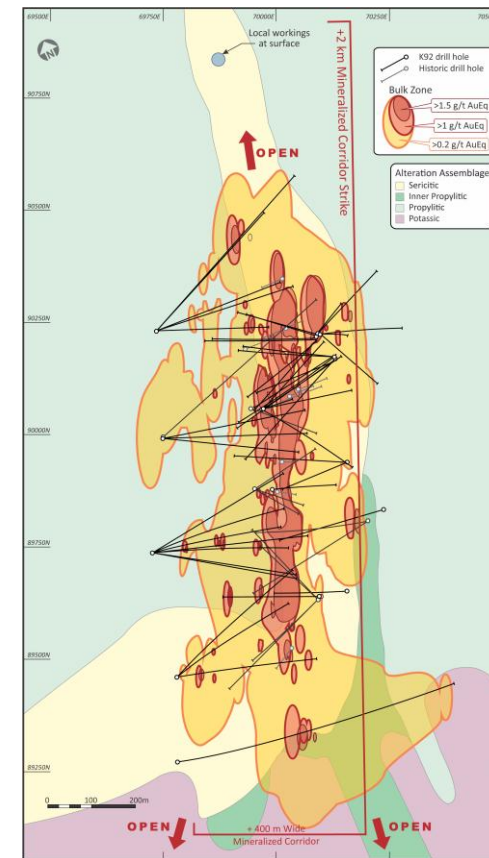 69500E
69750E
70000E
70250E
Local workings
at surface
+2 km Mineralized Corridor Strike
K92 drill hole
Historic drill hole
Bulk Zone
>1.5 g/t AuEq
>1 g/t AuEq
>0.2 g/t AuEq
Alteration Assemblage
Sericitic
Inner Propylitic
Propylitic
Potassic
90750N
OPEN
90500N
90250N
90000N
89750N
89500N
89250N
0
100
200m
OPEN
+ 400 m Wide
Mineralized Corridor
OPEN